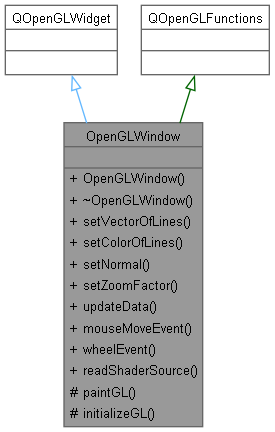 QOpenGLWidget
QOpenGLFunctions
OpenGLWindow
+ OpenGLWindow()
+ ~OpenGLWindow()
+ setVectorOfLines()
+ setColorOfLines()
+ setNormal()
+ setZoomFactor()
+ updateData()
+ mouseMoveEvent()
+ wheelEvent()
+ readShaderSource()
# paintGL()
# initializeGL()